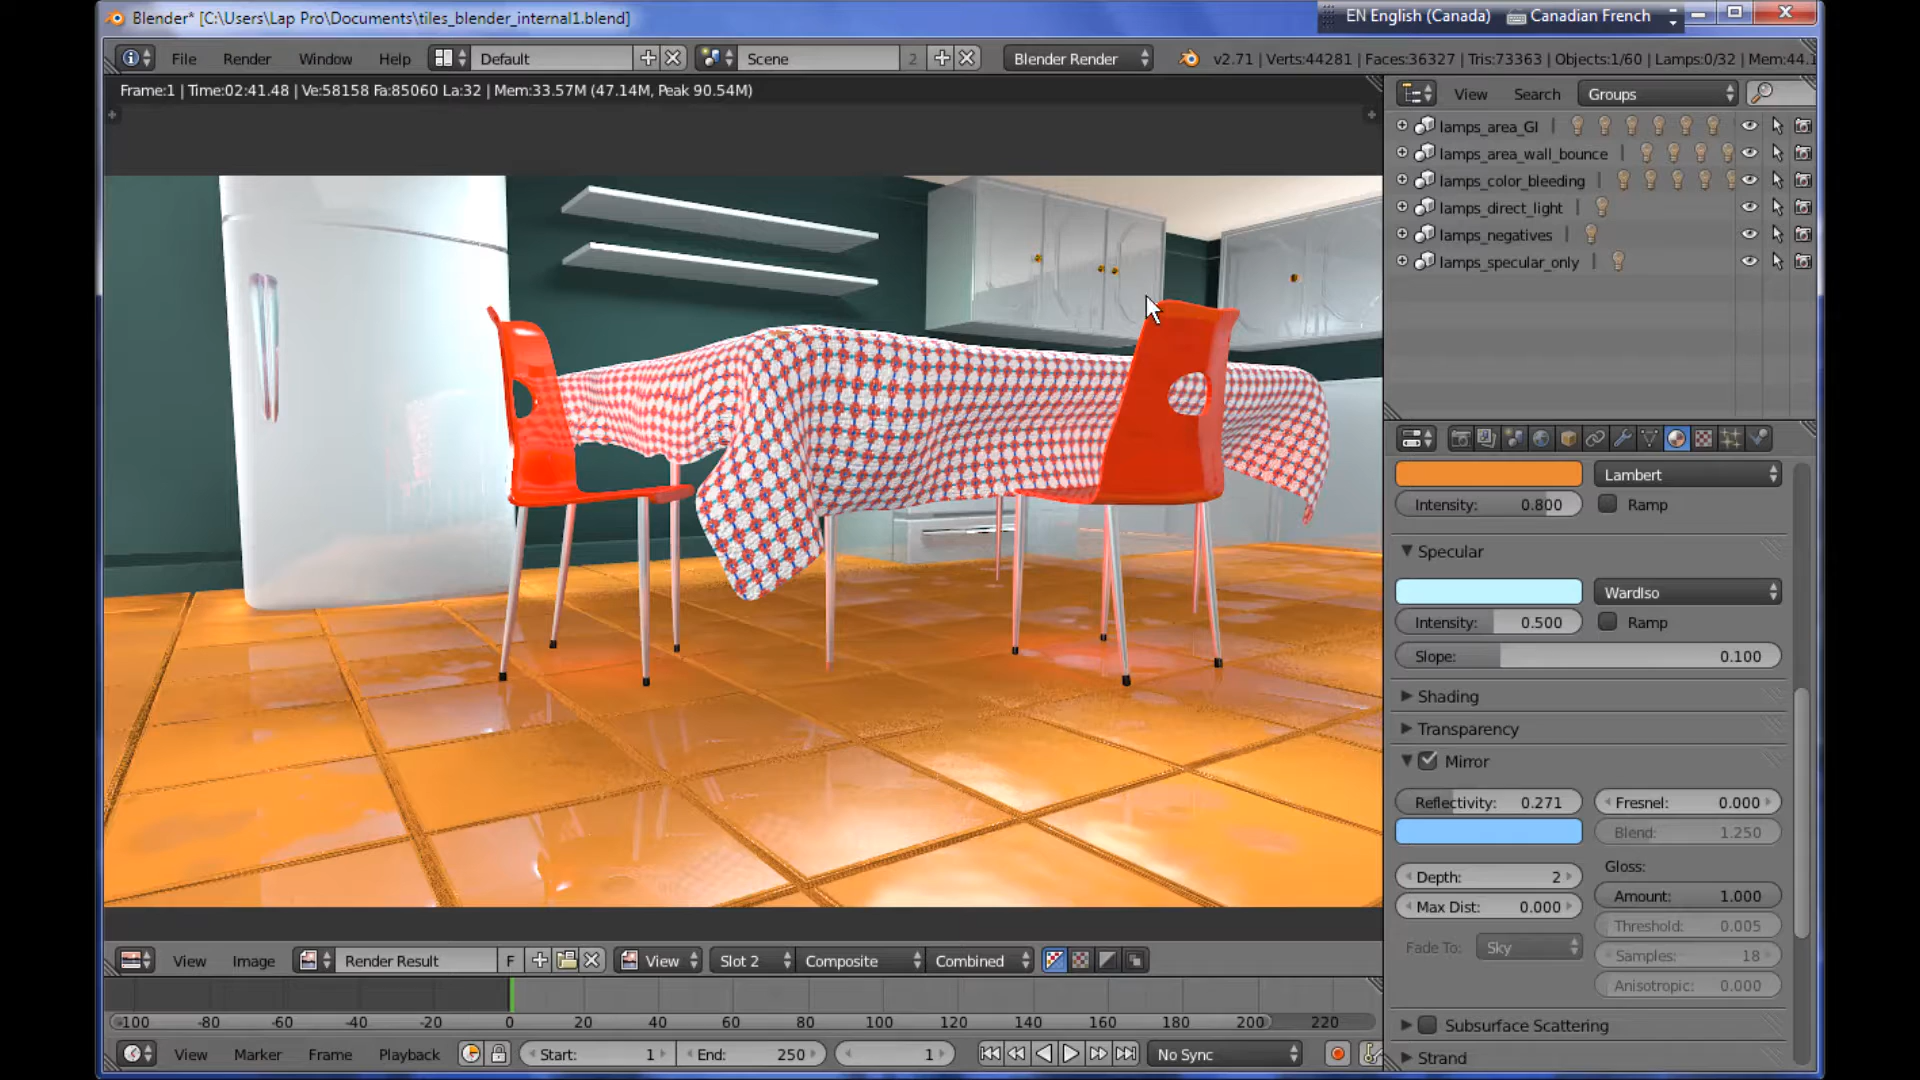 Blender* [C:\Users\Lap Pro\Documents\tiles_blender_internal1.blend]
EN English (Canada) Canadian French
File Render Window Help Default Scene 2 Blender Render v2.71 | Verts:44281 | Faces:36327 | Tris:73363 | Objects:1/60 | Lamps:0/32 | Mem:44.1
Frame:1 | Time:02:41.48 | Ve:58158 Fa:85060 La:32 | Mem:33.57M (47.14M, Peak 90.54M)
View Search Groups
lamps_area_GI
lamps_area_wall_bounce
lamps_color_bleeding
lamps_direct_light
lamps_negatives
lamps_specular_only
Lambert
Intensity: 0.800 Ramp
Specular
WardIso
Intensity: 0.500 Ramp
Slope: 0.100
Shading
Transparency
Mirror
Reflectivity: 0.271 Fresnel: 0.000
Blend: 1.250
Gloss:
Depth: 2
Amount: 1.000
Max Dist: 0.000
Threshold: 0.005
Fade To: Sky
Samples: 18
Anisotropic: 0.000
Subsurface Scattering
Strand
View Image Render Result F View Slot 2 Composite Combined
-100 -80 -60 -40 -20 0 20 40 60 80 100 120 140 160 180 200 220
View Marker Frame Playback Start: 1 End: 250 1 No Sync